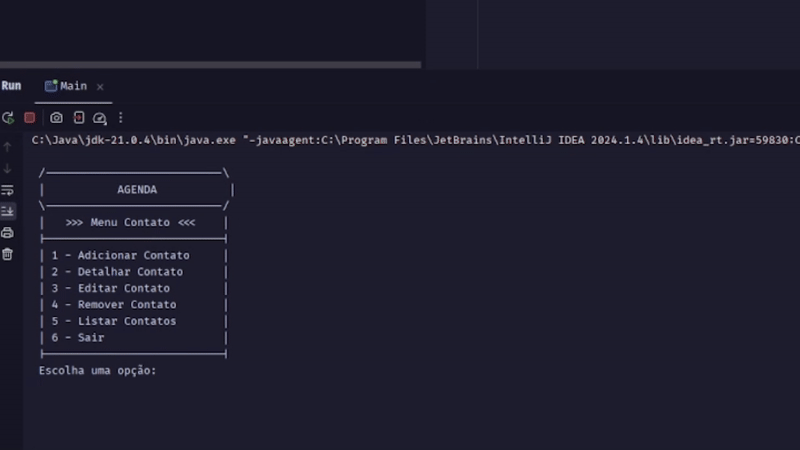 Run Main ×
C:\Java\jdk-21.0.4\bin\java.exe "-javaagent:C:\Program Files\JetBrains\IntelliJ IDEA 2024.1.4\lib\idea_rt.jar=59830:C
AGENDA
>>> Menu Contato <<<
1 - Adicionar Contato
2 - Detalhar Contato
3 - Editar Contato
4 - Remover Contato
5 - Listar Contatos
6 - Sair
Escolha uma opção: